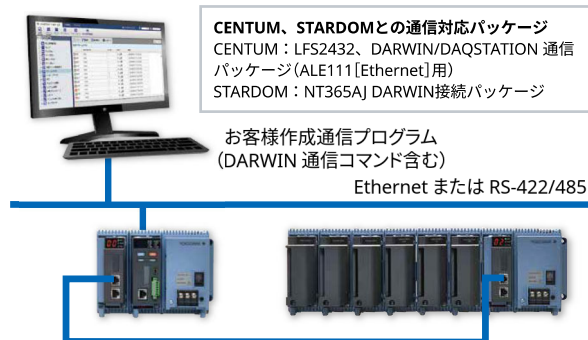 CENTUM、STARDOMとの通信対応パッケージ
CENTUM：LFS2432、DARWIN/DAQSTATION 通信
パッケージ（ALE111［Ethernet］用）
STARDOM：NT365AJ DARWIN接続パッケージ
お客様作成通信プログラム
（DARWIN 通信コマンド含む）
Ethernet または RS-422/485
00
02